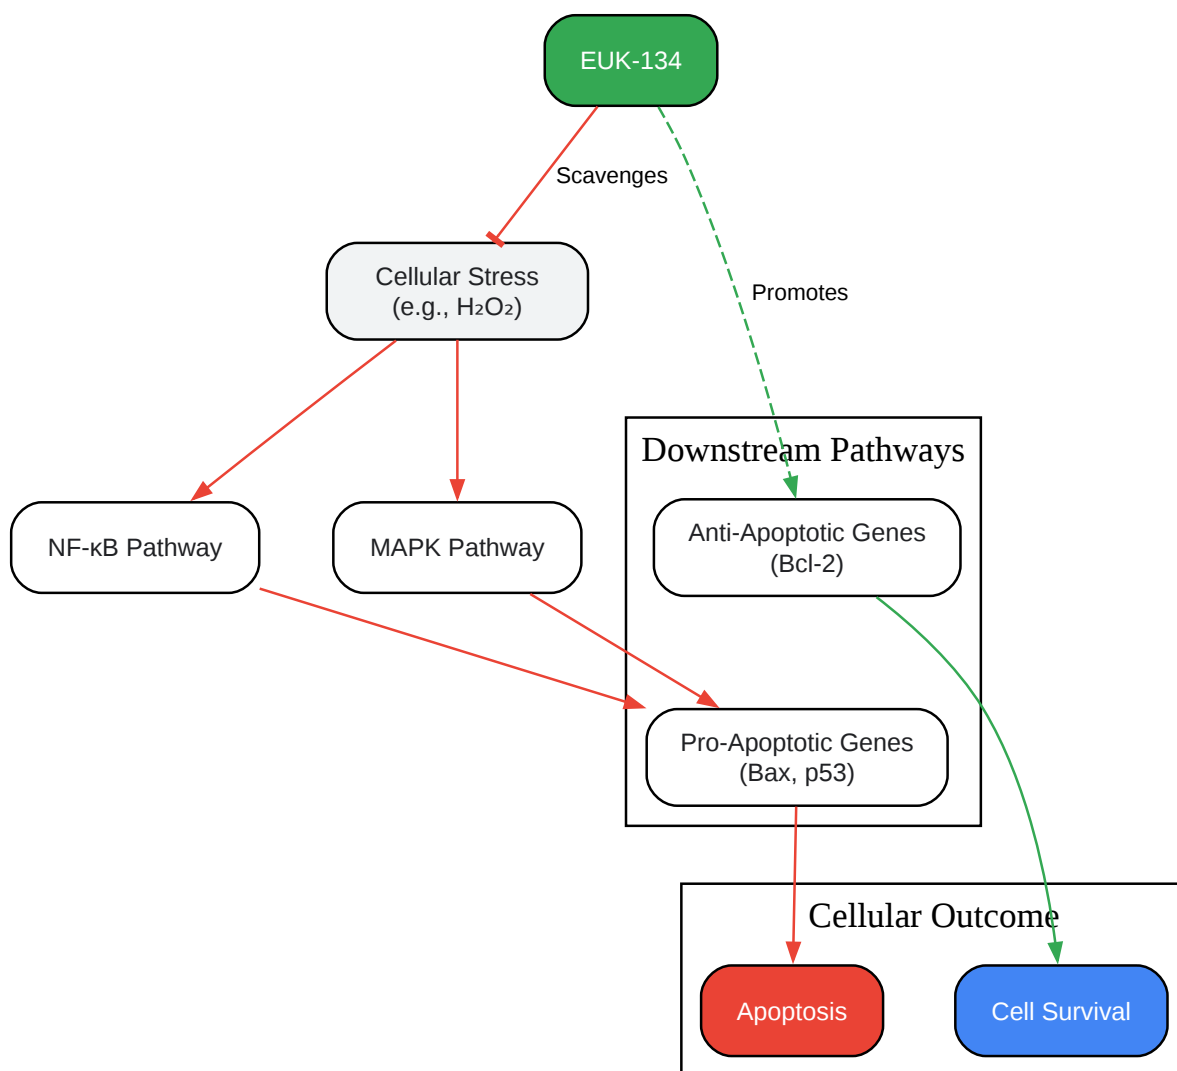 EUK-134
Scavenges
Cellular Stress
(e.g., H₂O₂)
Promotes
Downstream Pathways
NF-κB Pathway
MAPK Pathway
Anti-Apoptotic Genes
(Bcl-2)
Pro-Apoptotic Genes
(Bax, p53)
Cellular Outcome
Apoptosis
Cell Survival